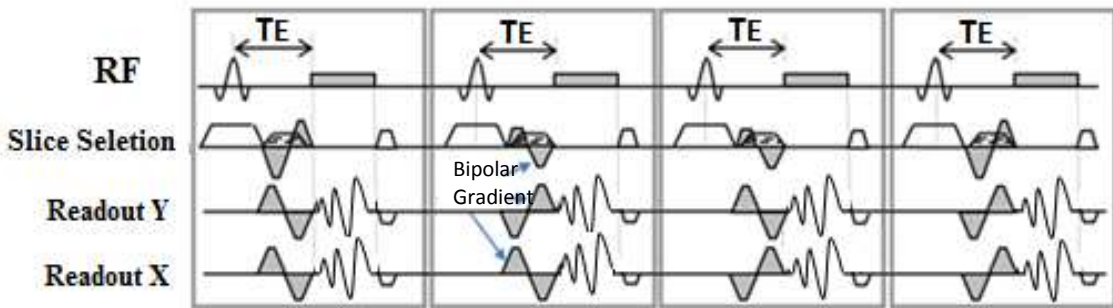 TE TE TE TE
RF
Slice Seletion
Bipolar
Gradient
Readout Y
Readout X